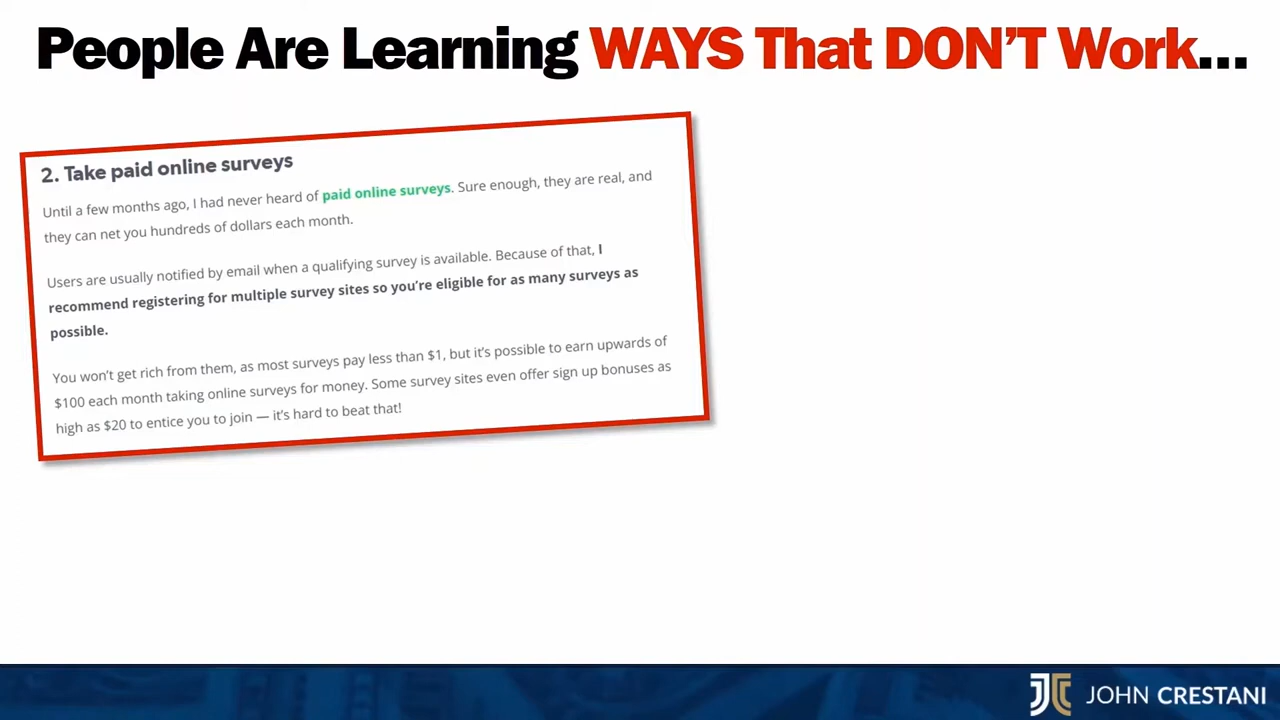 People Are Learning WAYS That DON'T Work...
2. Take paid online surveys
Until a few months ago, I had never heard of paid online surveys. Sure enough, they are real, and
they can net you hundreds of dollars each month.
Users are usually notified by email when a qualifying survey is available. Because of that, I
recommend registering for multiple survey sites so you're eligible for as many surveys as
possible.
You won't get rich from them, as most surveys pay less than $1, but it's possible to earn upwards of
$100 each month taking online surveys for money. Some survey sites even offer sign up bonuses as
high as $20 to entice you to join — it's hard to beat that!
JOHN CRESTANI